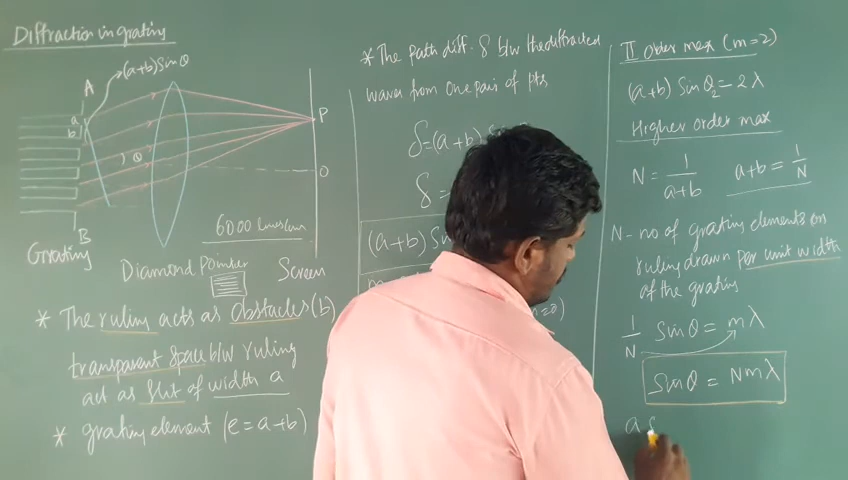 Diffraction in grating
(a+b) Sin θ
A
a
b
θ
P
O
B
Grating
6000 lines/cm
Diamond Pointer
Screen
* The ruling acts as Obstacles (b)
transparent space b/w ruling
act as slit of width a
* grating element (e = a+b)
* The Path diff. δ b/w the diffracted
waves from one pair of pts
δ = (a+b)
δ =
(a+b)
II Order max (m=2)
(a+b) Sin θ₂ = 2λ
Higher order max
N = 1/(a+b) a+b = 1/N
N - no of grating elements on
ruling drawn per unit width
of the grating
1/N Sin θ = mλ
Sin θ = Nmλ
a